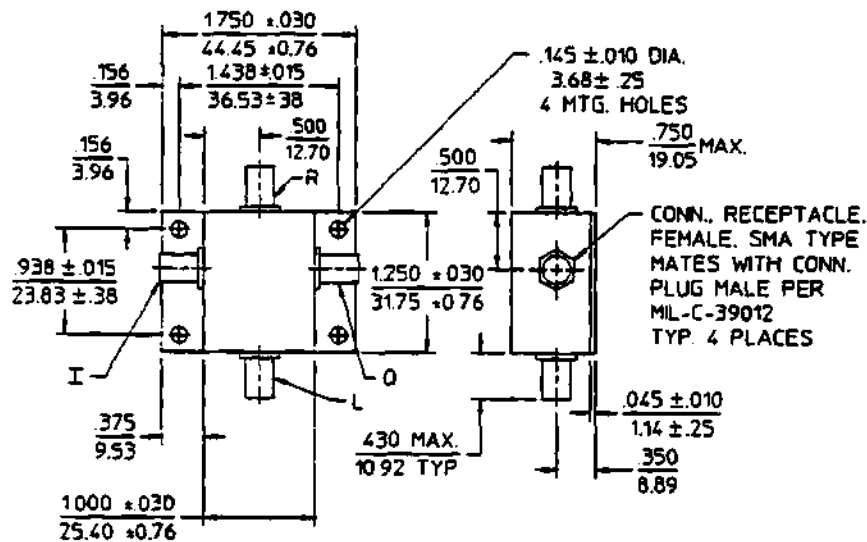 1750 ±.030
44.45 ±0.76
.156
3.96
1.438±015
36.53±38
.145 ±.010 DIA.
3.68± .25
4 MTG. HOLES
.500
12.70
.750 MAX.
19.05
.156
3.96
R
.500
12.70
CONN., RECEPTACLE.
FEMALE. SMA TYPE
MATES WITH CONN.
PLUG MALE PER
MIL-C-39012
TYP. 4 PLACES
.938 ±.015
23.83 ±.38
1.250 ±030
31.75 ±0.76
I
Q
L
.375
9.53
430 MAX.
10 92 TYP
.045 ±.010
1.14 ±.25
.350
8.89
1000 ±.030
25.40 ±0.76